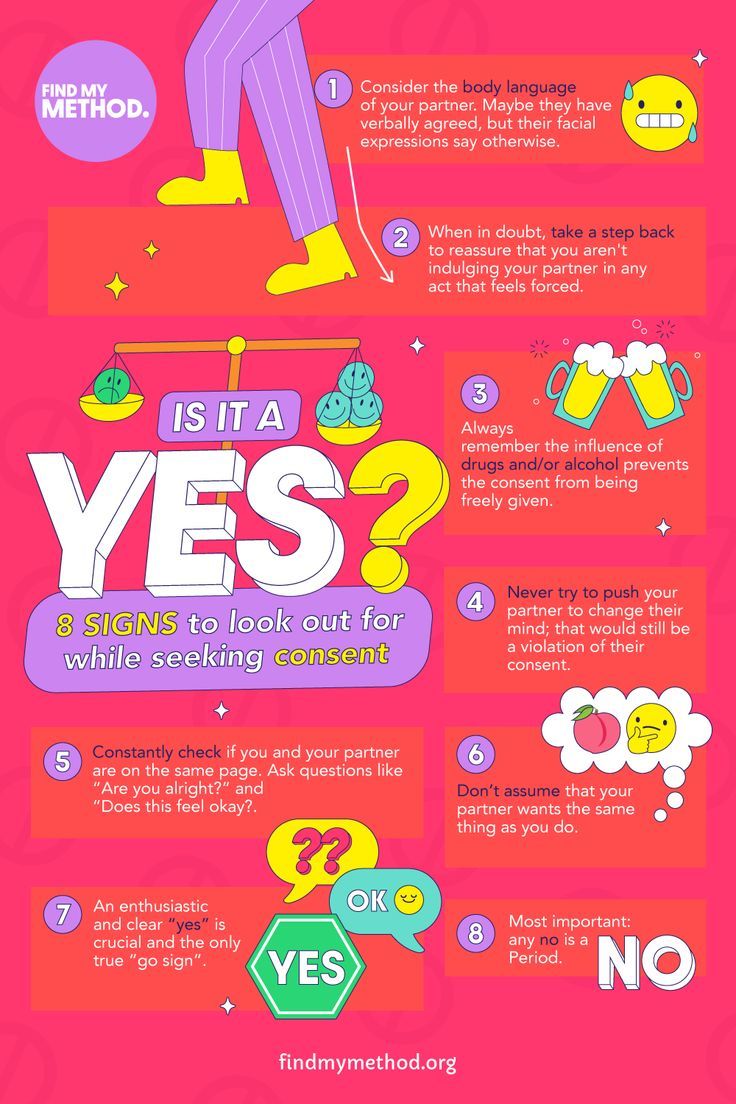 FIND MY
METHOD.
1
Consider the body language
of your partner. Maybe they have
verbally agreed, but their facial
expressions say otherwise.
2
When in doubt, take a step back
to reassure that you aren't
indulging your partner in any
act that feels forced.
IS IT A
YES?
8 SIGNS to look out for
while seeking consent
3
Always
remember the influence of
drugs and/or alcohol prevents
the consent from being
freely given.
4
Never try to push your
partner to change their
mind; that would still be
a violation of their
consent.
5
Constantly check if you and your partner
are on the same page. Ask questions like
“Are you alright?” and
“Does this feel okay?.
6
Don’t assume that your
partner wants the same
thing as you do.
7
An enthusiastic
and clear “yes” is
crucial and the only
true “go sign”.
??
OK
YES
8
Most important:
any no is a
Period.
NO
findmymethod.org